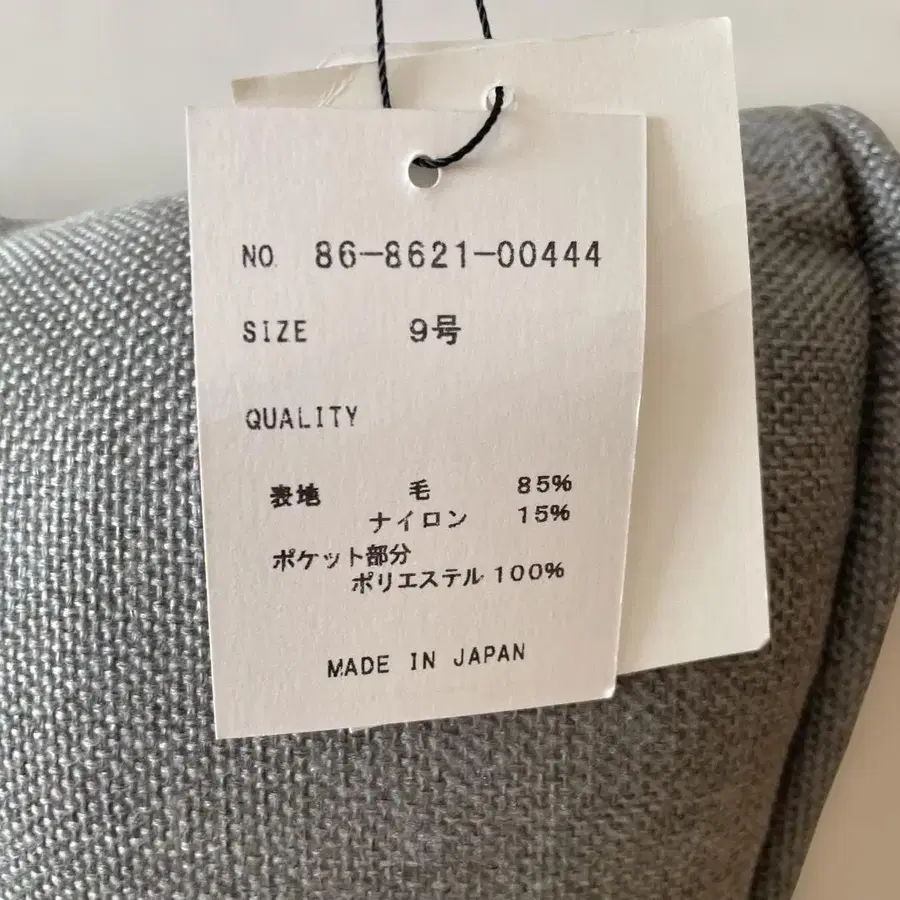 NO. 86-8621-00444
SIZE 9号
QUALITY
表地 毛 85%
ナイロン 15%
ポケット部分
ポリエステル 100%
MADE IN JAPAN